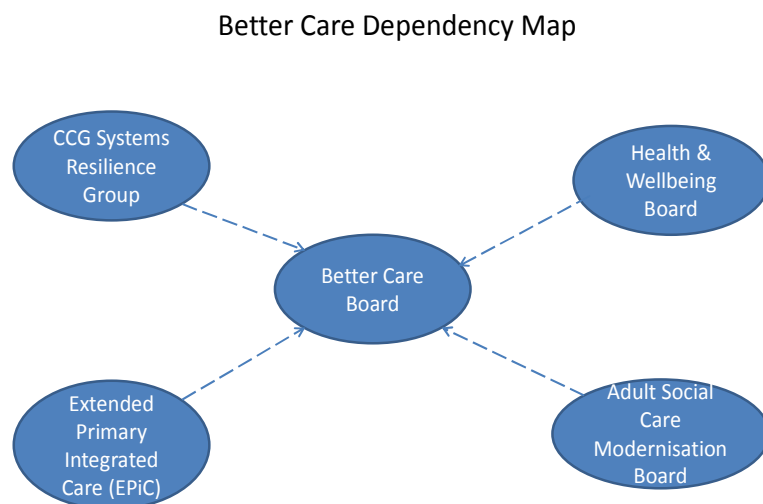 Better Care Dependency Map
CCG Systems
Resilience
Group
Health &
Wellbeing
Board
Better Care
Board
Extended
Primary
Integrated
Care (EPiC)
Adult Social
Care
Modernisation
Board